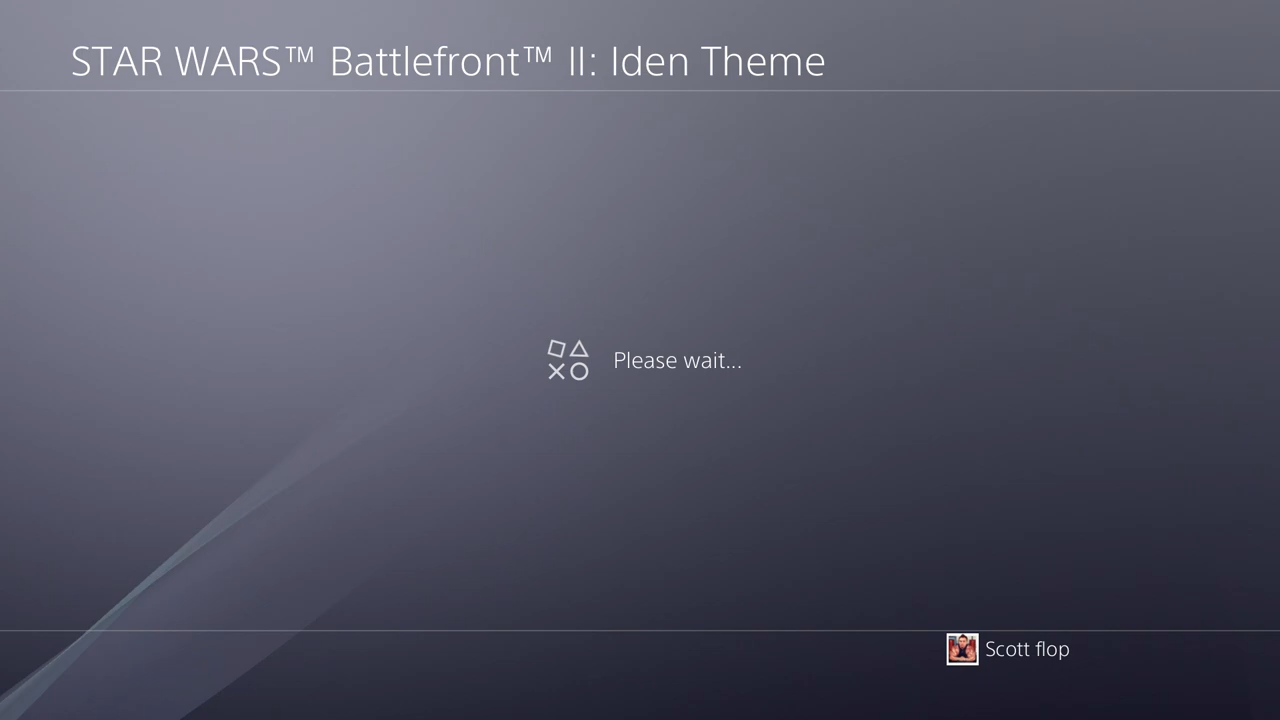 STAR WARS™ Battlefront™ II: Iden Theme
Please wait...
Scott flop